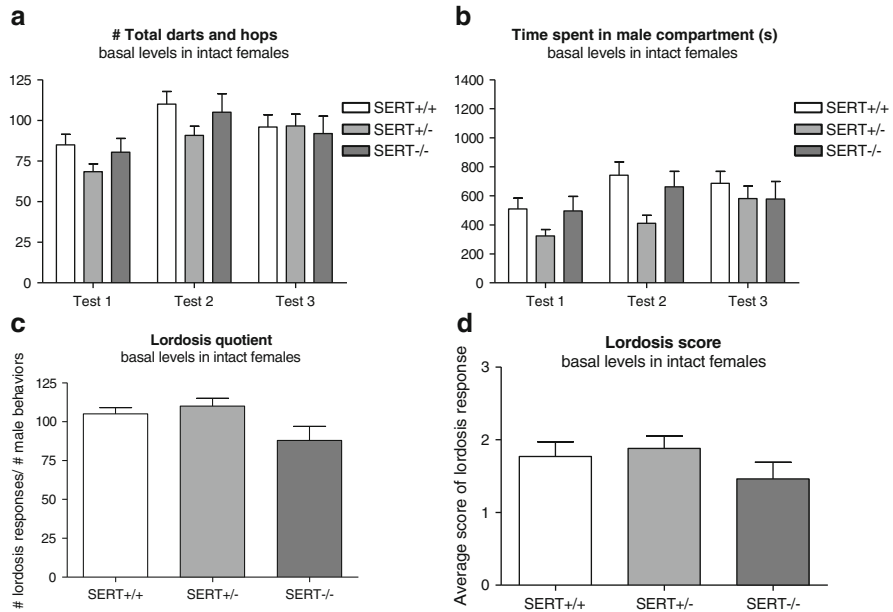 a
# Total darts and hops
basal levels in intact females
125
100
75
50
25
0
Test 1
Test 2
Test 3
SERT+/+
SERT+/-
SERT-/-
b
Time spent in male compartment (s)
basal levels in intact females
1400
1200
1000
800
600
400
200
0
Test 1
Test 2
Test 3
SERT+/+
SERT+/-
SERT-/-
c
Lordosis quotient
basal levels in intact females
# lordosis responses/ # male behaviors
125
100
75
50
25
0
SERT+/+
SERT+/-
SERT-/-
d
Lordosis score
basal levels in intact females
Average score of lordosis response
3
2
1
0
SERT+/+
SERT+/-
SERT-/-